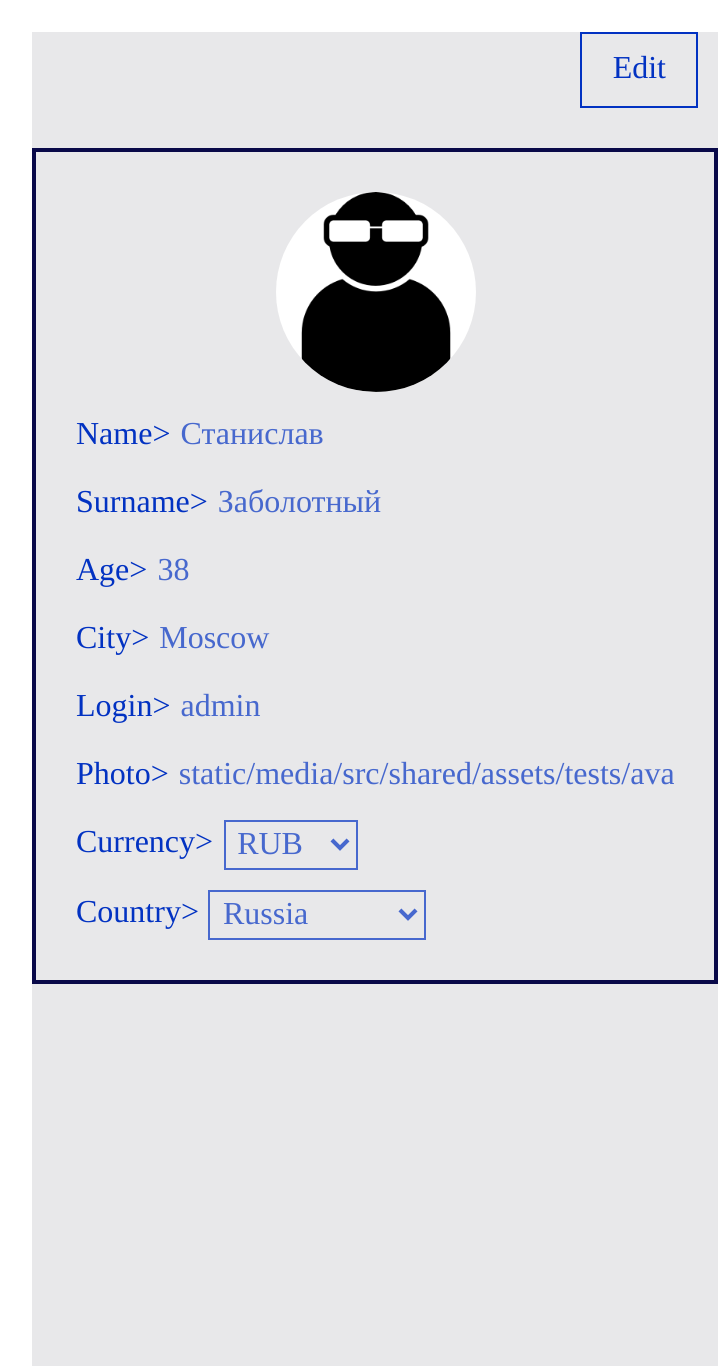 Edit
Name> Станислав
Surname> Заболотный
Age> 38
City> Moscow
Login> admin
Photo> static/media/src/shared/assets/tests/ava
Currency> RUB
Country> Russia